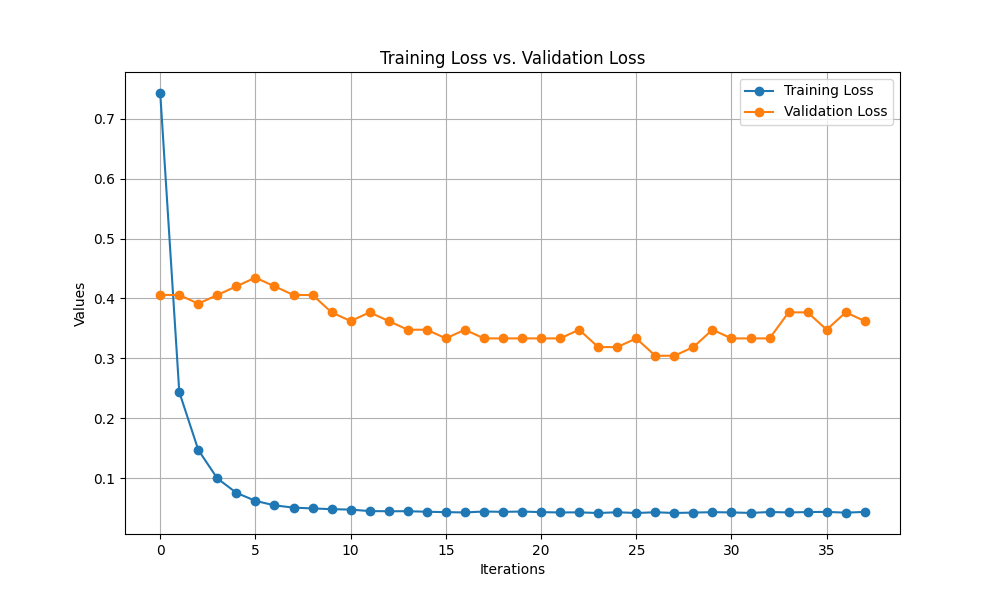 Training Loss vs. Validation Loss
Training Loss
Validation Loss
Values
0.7
0.6
0.5
0.4
0.3
0.2
0.1
0 5 10 15 20 25 30 35
Iterations